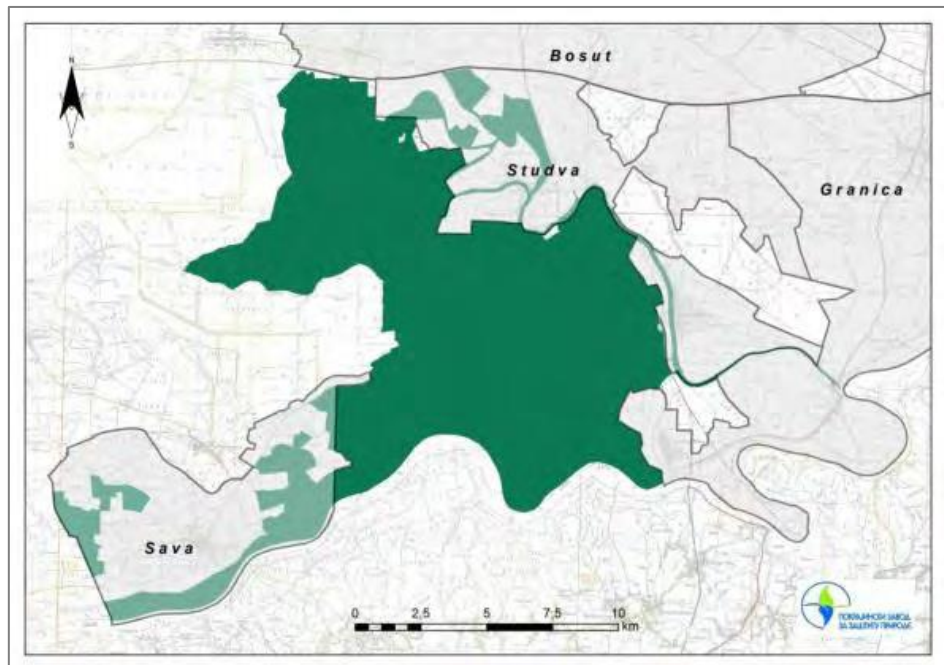 Bosut
N
S
Studva
Granica
Sava
0 2,5 5 7,5 10
km
ПОКРАЈИНСКИ ЗАВОД
ЗА ЗАШТИТУ ПРИРОДЕ